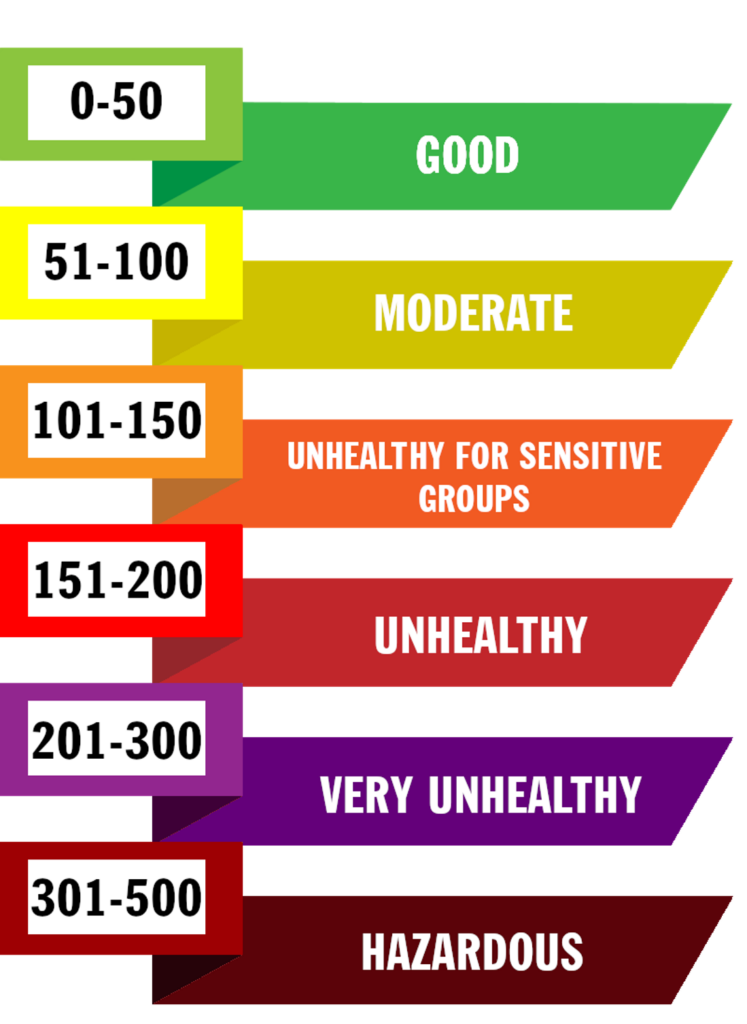 0-50
GOOD
51-100
MODERATE
101-150
UNHEALTHY FOR SENSITIVE
GROUPS
151-200
UNHEALTHY
201-300
VERY UNHEALTHY
301-500
HAZARDOUS